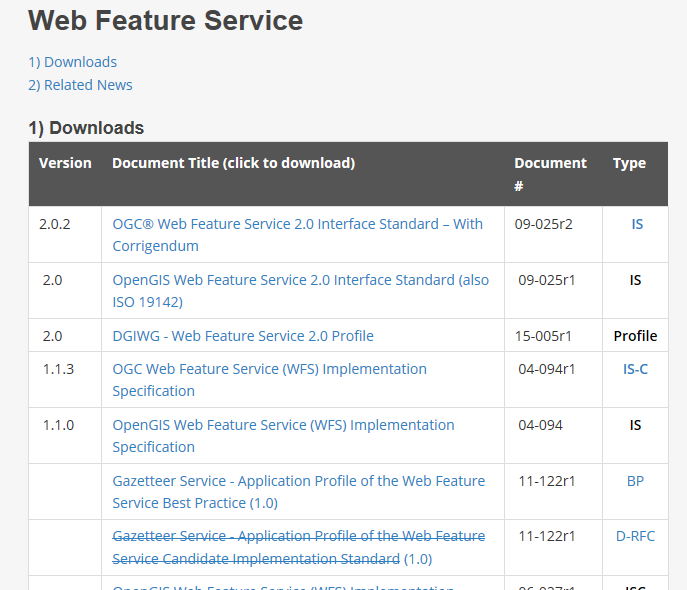 Web Feature Service
1) Downloads
2) Related News
1) Downloads
Version Document Title (click to download) Document # Type
2.0.2 OGC® Web Feature Service 2.0 Interface Standard – With Corrigendum 09-025r2 IS
2.0 OpenGIS Web Feature Service 2.0 Interface Standard (also ISO 19142) 09-025r1 IS
2.0 DGIWG - Web Feature Service 2.0 Profile 15-005r1 Profile
1.1.3 OGC Web Feature Service (WFS) Implementation Specification 04-094r1 IS-C
1.1.0 OpenGIS Web Feature Service (WFS) Implementation Specification 04-094 IS
Gazetteer Service - Application Profile of the Web Feature Service Best Practice (1.0) 11-122r1 BP
Gazetteer Service - Application Profile of the Web Feature Service Candidate Implementation Standard (1.0) 11-122r1 D-RFC
OpenGIS Web Feature Service (WFS) Implementation